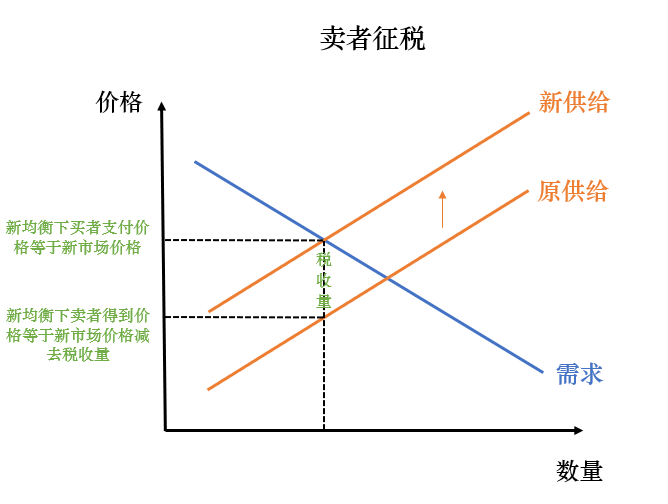 卖者征税
价格
新供给
原供给
新均衡下买者支付价
格等于新市场价格
税
收
量
新均衡下卖者得到价
格等于新市场价格减
去税收量
需求
数量